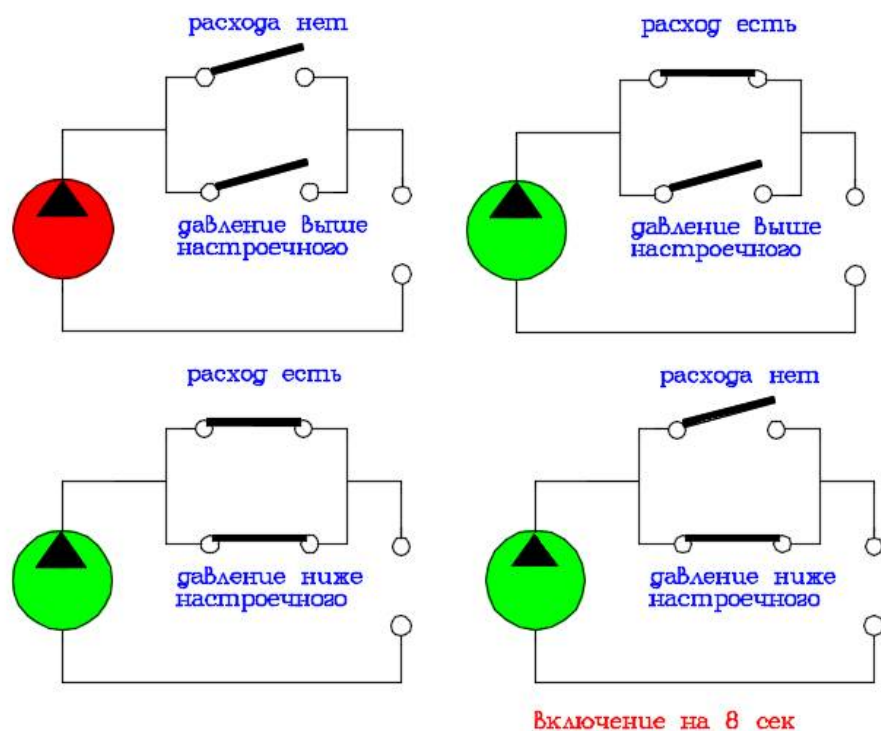 расхода нет
расход есть
давление выше
настроечного
давление выше
настроечного
расход есть
расхода нет
давление ниже
настроечного
давление ниже
настроечного
включение на 8 сек